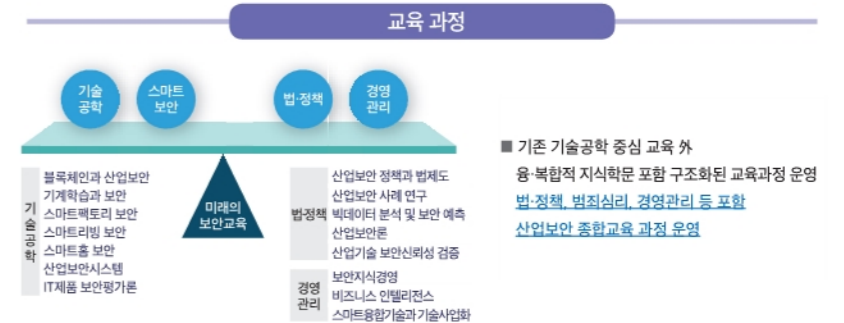 교육 과정
기술
공학
스마트
보안
법·정책
경영
관리
미래의
보안교육
기술공학
블록체인과 산업보안
기계학습과 보안
스마트팩토리 보안
스마트리빙 보안
스마트홈 보안
산업보안시스템
IT제품 보안평가론
법·정책
산업보안 정책과 법제도
산업보안 사례 연구
빅데이터 분석 및 보안 예측
산업보안론
산업기술 보안신뢰성 검증
경영
관리
보안지식경영
비즈니스 인텔리전스
스마트융합기술과 기술사업화
■ 기존 기술공학 중심 교육 外
융·복합적 지식학문 포함 구조화된 교육과정 운영
법·정책, 범죄심리, 경영관리 등 포함
산업보안 종합교육 과정 운영